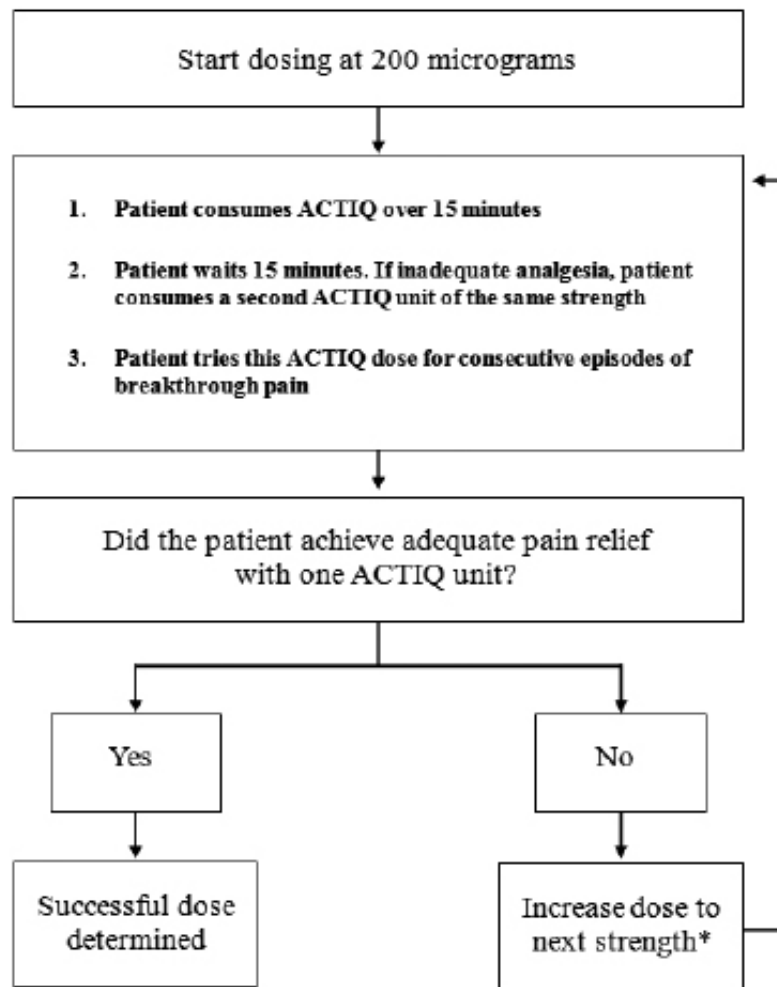 Start dosing at 200 micrograms
1. Patient consumes ACTIQ over 15 minutes
2. Patient waits 15 minutes. If inadequate analgesia, patient
consumes a second ACTIQ unit of the same strength
3. Patient tries this ACTIQ dose for consecutive episodes of
breakthrough pain
Did the patient achieve adequate pain relief
with one ACTIQ unit?
Yes
No
Successful dose
determined
Increase dose to
next strength*